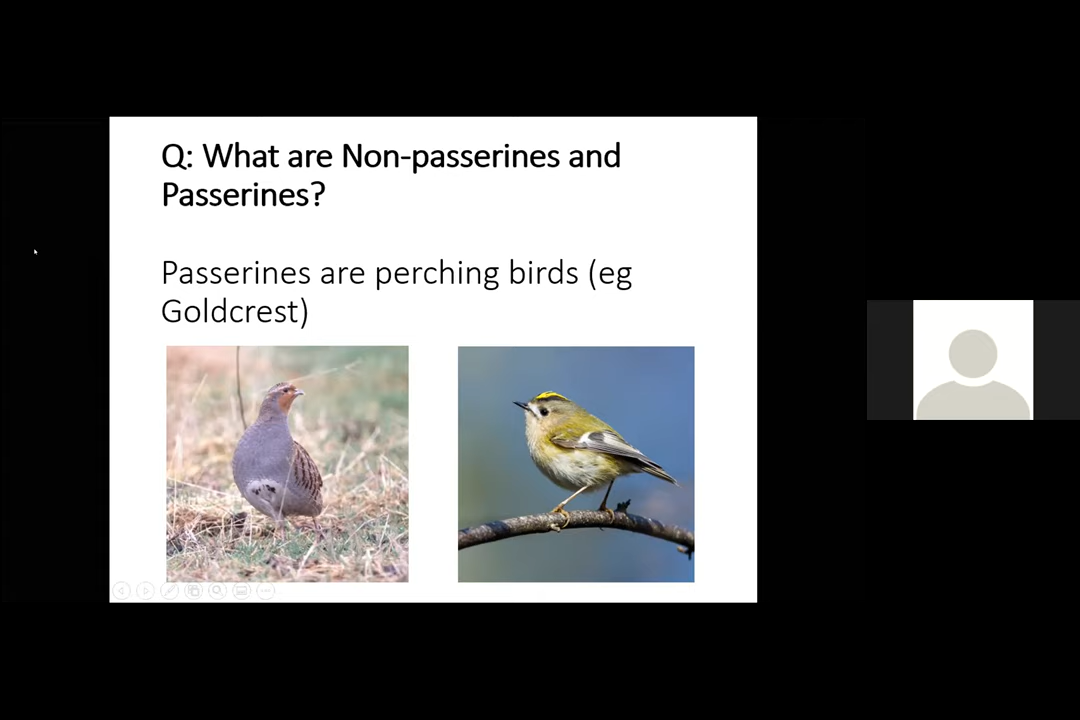 Q: What are Non-passerines and
Passerines?
Passerines are perching birds (eg
Goldcrest)